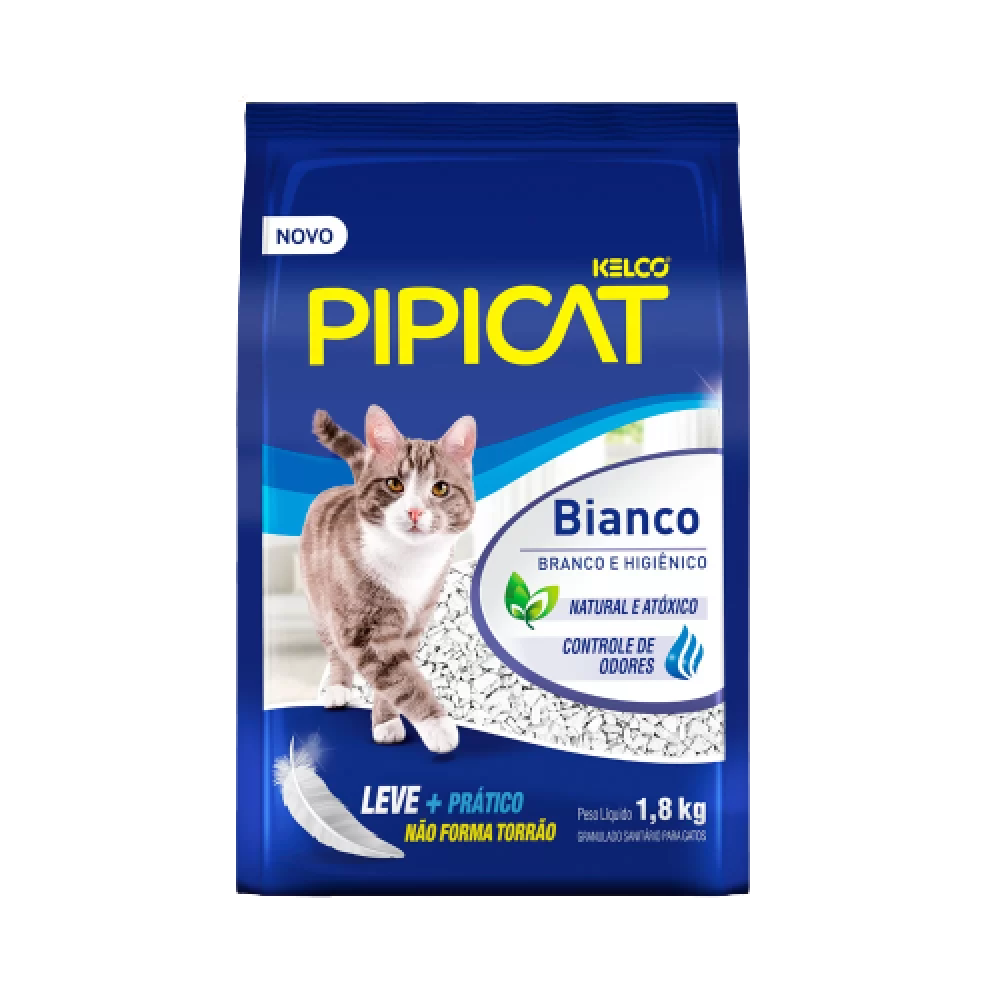 NOVO
KELCO®
PIPICAT
Bianco
BRANCO E HIGIÊNICO
NATURAL E ATÓXICO
CONTROLE DE
ODORES
LEVE + PRÁTICO
NÃO FORMA TORRÃO
Peso Líquido 1,8 kg
GRANULADO SANITÁRIO PARA GATOS